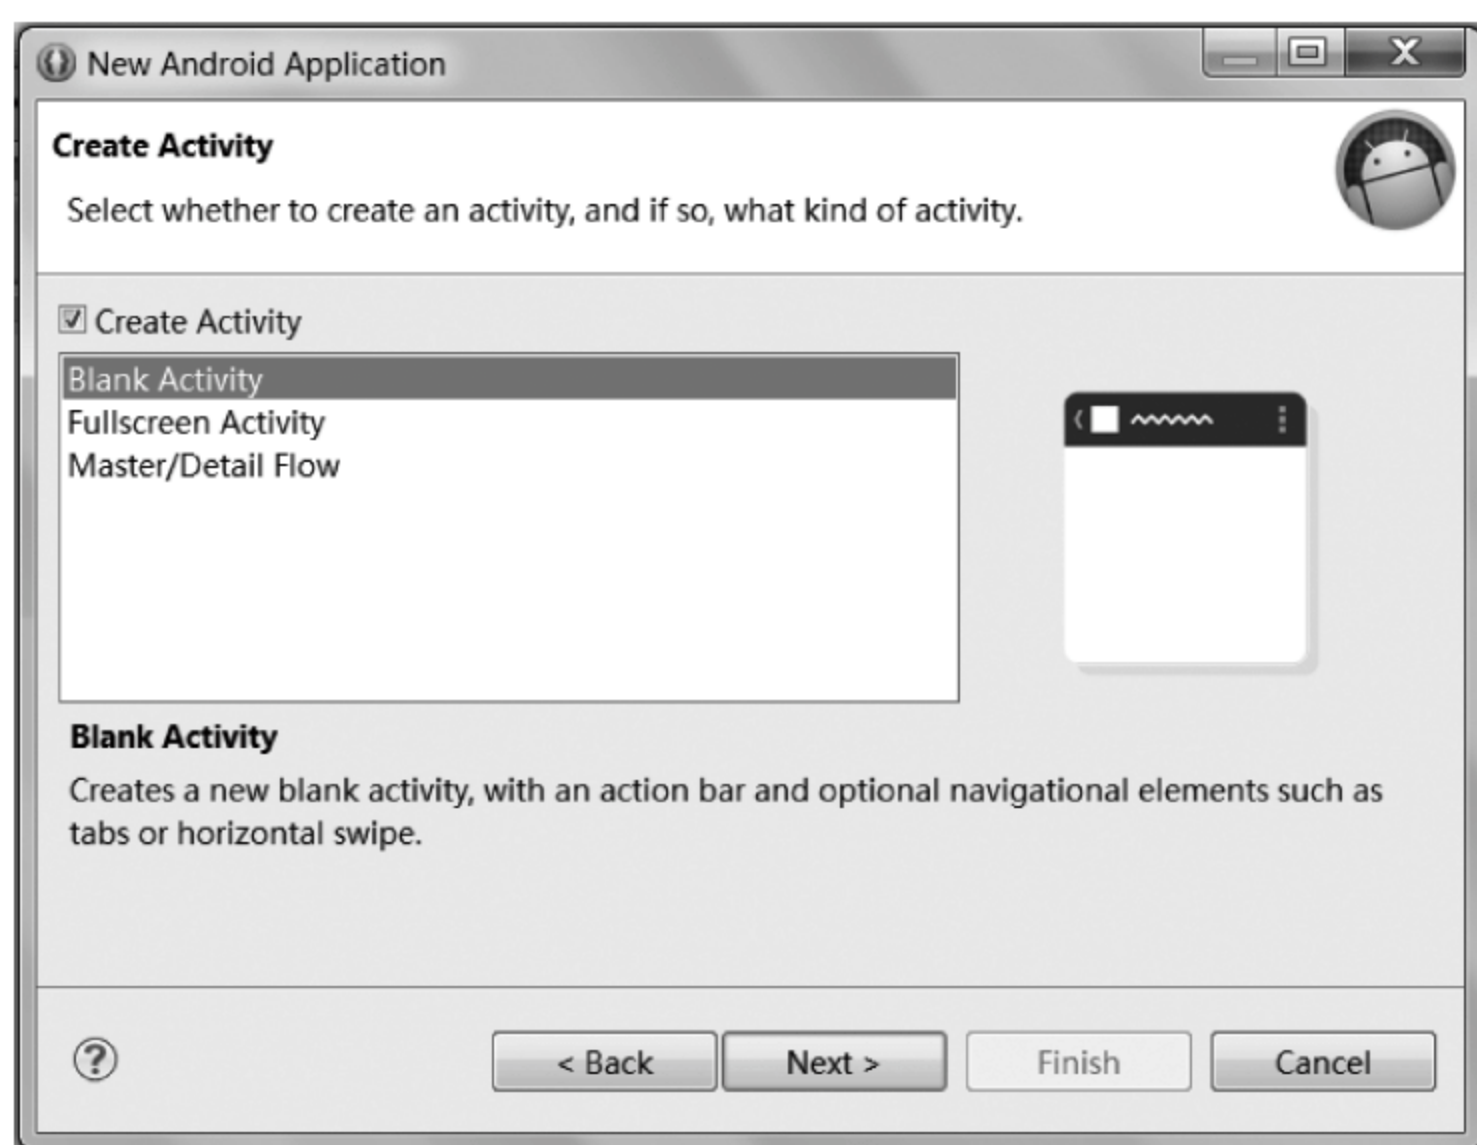 New Android Application
Create Activity
Select whether to create an activity, and if so, what kind of activity.
Create Activity
Blank Activity
Fullscreen Activity
Master/Detail Flow
Blank Activity
Creates a new blank activity, with an action bar and optional navigational elements such as
tabs or horizontal swipe.
?
< Back
Next >
Finish
Cancel